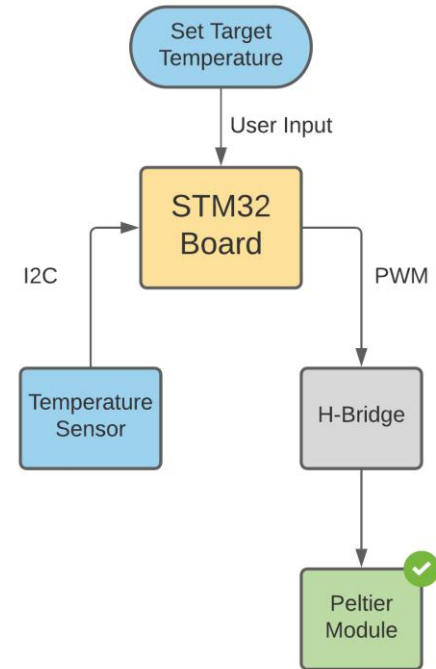 Set Target
Temperature
User Input
STM32
Board
I2C
PWM
Temperature
Sensor
H-Bridge
Peltier
Module